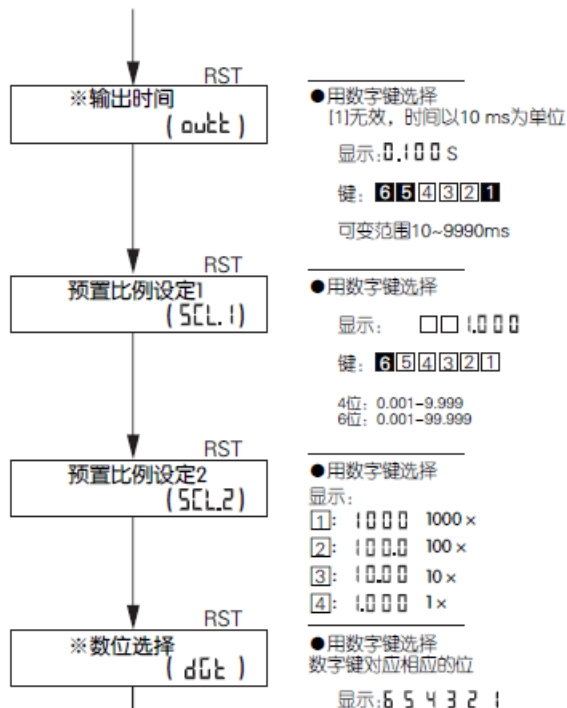 RST
※输出时间
( outt )
●用数字键选择
[1]无效，时间以10 ms为单位
显示:0.100 S
键：6 5 4 3 2 1
可变范围10~9990ms
RST
预置比例设定1
( SCL.1)
●用数字键选择
显示： □□ 1.000
键：6 5 4 3 2 1
4位：0.001-9.999
6位：0.001-99.999
RST
预置比例设定2
( SCL.2)
●用数字键选择
显示：
1： 1000 1000×
2： 100.0 100×
3： 10.00 10×
4： 1.000 1×
RST
※数位选择
( dGt )
●用数字键选择
数字键对应相应的位
显示:6 5 4 3 2 1